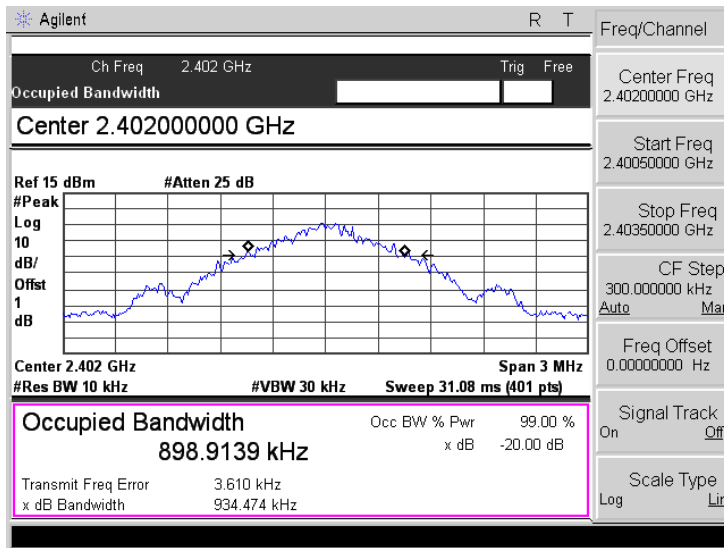 Agilent R T
Freq/Channel
Ch Freq 2.402 GHz Trig Free
Occupied Bandwidth
Center 2.402000000 GHz
Ref 15 dBm #Atten 25 dB
#Peak
Log
10
dB/
Offst
1
dB
Center 2.402 GHz Span 3 MHz
#Res BW 10 kHz #VBW 30 kHz Sweep 31.08 ms (401 pts)
Occupied Bandwidth
898.9139 kHz
Occ BW % Pwr 99.00 %
x dB -20.00 dB
Transmit Freq Error 3.610 kHz
x dB Bandwidth 934.474 kHz
Center Freq
2.40200000 GHz
Start Freq
2.40050000 GHz
Stop Freq
2.40350000 GHz
CF Step
300.000000 kHz
Auto Man
Freq Offset
0.00000000 Hz
Signal Track
On Off
Scale Type
Log Lin